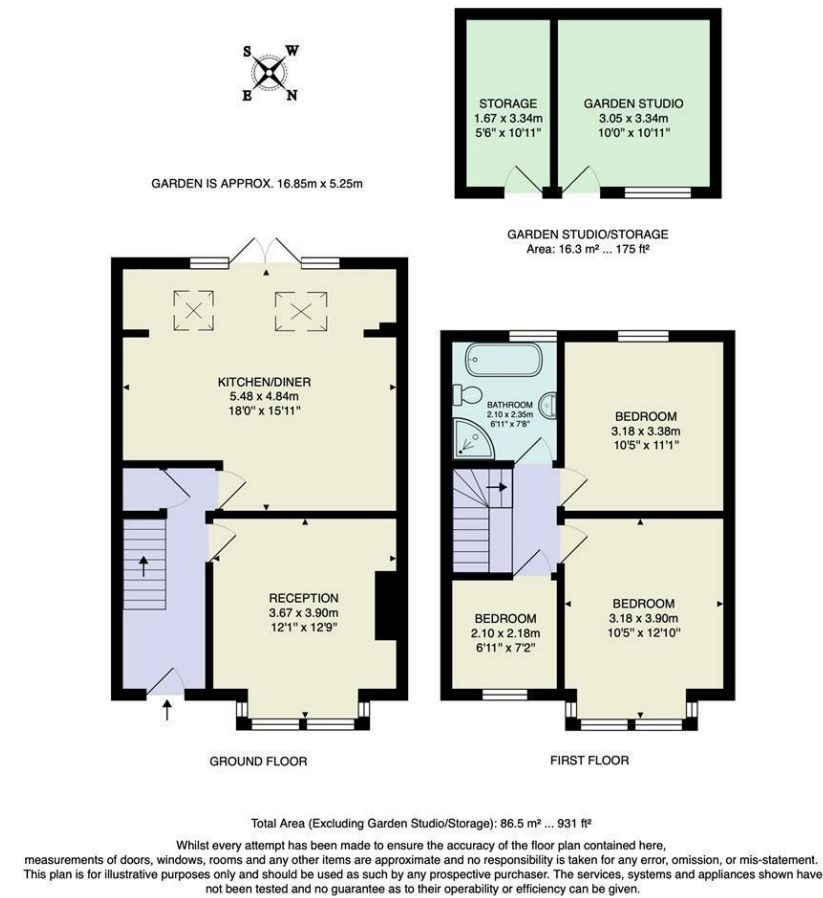 S W
E N
GARDEN IS APPROX. 16.85m x 5.25m
STORAGE
1.67 x 3.34m
5'6" x 10'11"
GARDEN STUDIO
3.05 x 3.34m
10'0" x 10'11"
GARDEN STUDIO/STORAGE
Area: 16.3 m² ... 175 ft²
KITCHEN/DINER
5.48 x 4.84m
18'0" x 15'11"
RECEPTION
3.67 x 3.90m
12'1" x 12'9"
GROUND FLOOR
BATHROOM
2.10 x 2.35m
6'11" x 7'8"
BEDROOM
3.18 x 3.38m
10'5" x 11'1"
BEDROOM
2.10 x 2.18m
6'11" x 7'2"
BEDROOM
3.18 x 3.90m
10'5" x 12'10"
FIRST FLOOR
Total Area (Excluding Garden Studio/Storage): 86.5 m² ... 931 ft²
Whilst every attempt has been made to ensure the accuracy of the floor plan contained here,
measurements of doors, windows, rooms and any other items are approximate and no responsibility is taken for any error, omission, or mis-statement.
This plan is for illustrative purposes only and should be used as such by any prospective purchaser. The services, systems and appliances shown have
not been tested and no guarantee as to their operability or efficiency can be given.